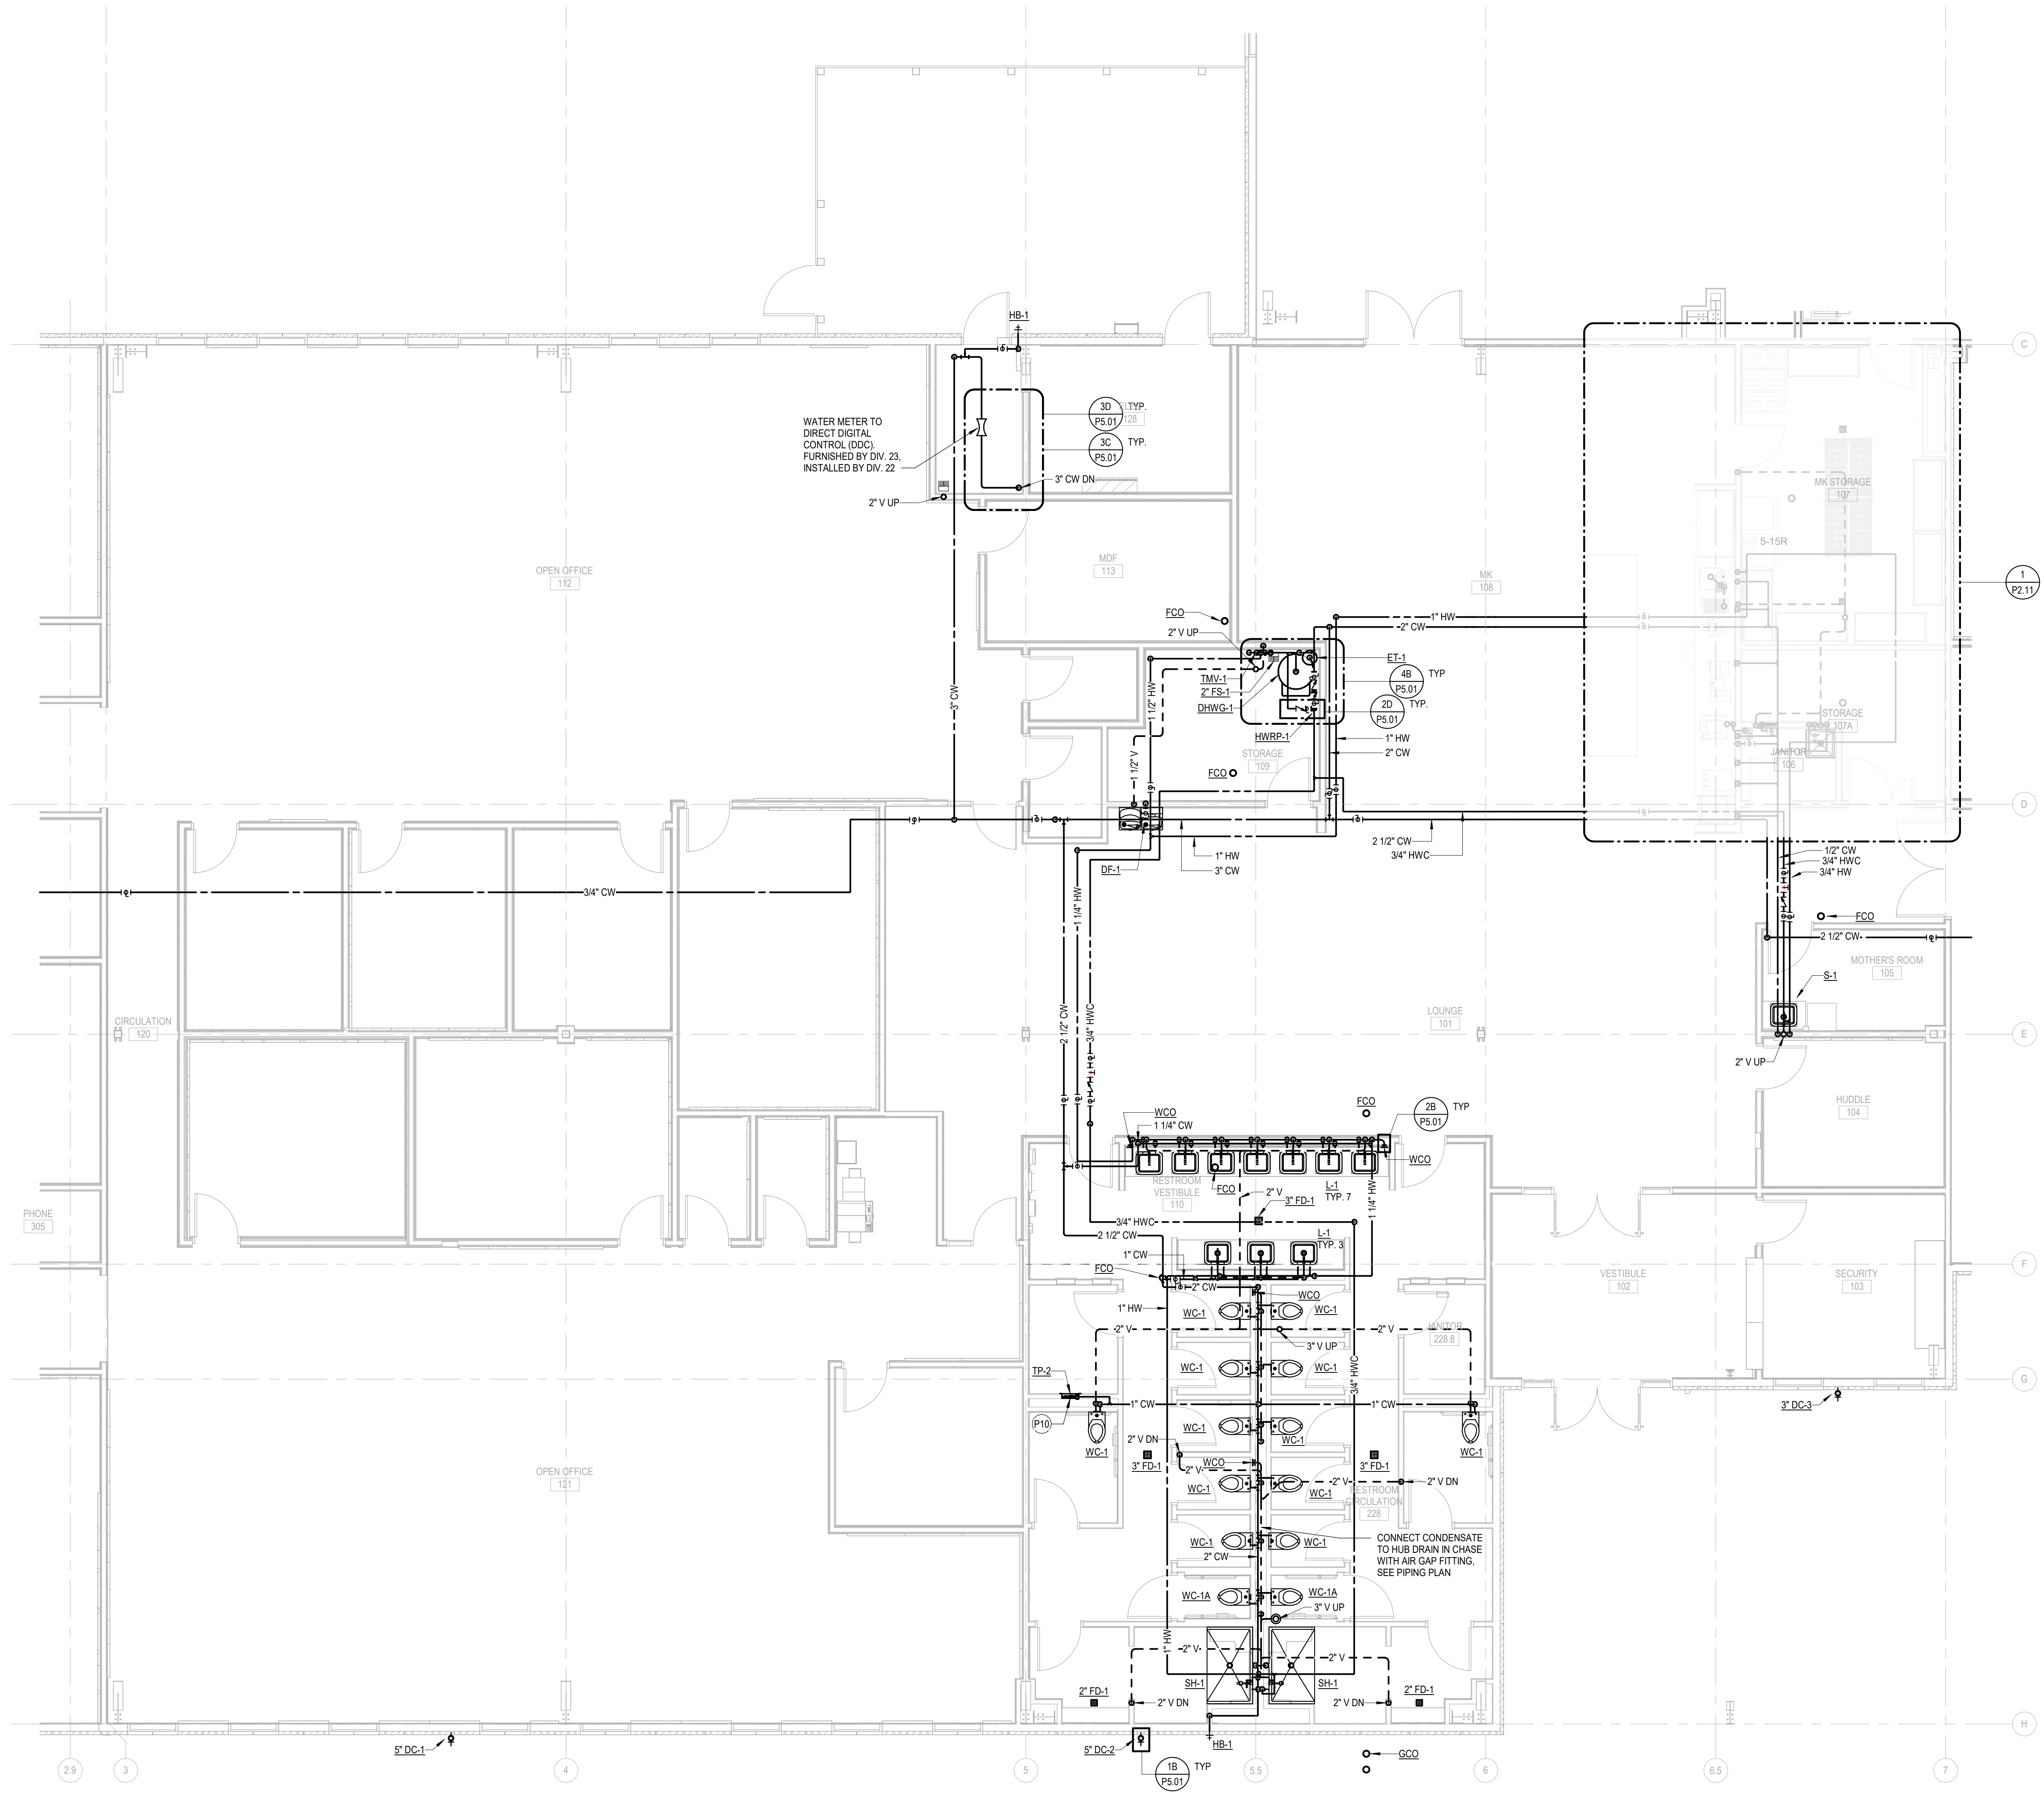 HB-1
C
WATER METER TO
DIRECT DIGITAL
CONTROL (DDC).
FURNISHED BY DIV. 23,
INSTALLED BY DIV. 22
3D
P5.01
TYP.
128
3C
P5.01
TYP.
3" CW DN
2" V UP
MK STORAGE
107
5-15R
OPEN OFFICE
112
MDF
113
MK
108
1
P2.11
FCO
2" V UP
1" HW
2" CW
ET-1
4B
P5.01
TYP
TMV-1
2" FS-1
DHWG-1
2D
P5.01
TYP.
HWRP-1
3" CW
1 1/2" HW
1 1/2" V
1" HW
2" CW
STORAGE
109
FCO
STORAGE
107A
JANITOR
106
D
2 1/2" CW
3/4" HWC
1" HW
3" CW
DF-1
1/2" CW
3/4" HWC
3/4" HW
3/4" CW
1 1/4" HW
FCO
2 1/2" CW
MOTHER'S ROOM
105
S-1
2 1/2" CW
3/4" HWC
CIRCULATION
120
LOUNGE
101
E
2" V UP
HUDDLE
104
FCO
2B
P5.01
TYP
WCO
1 1/4" CW
WCO
RESTROOM
VESTIBULE
110
FCO
2" V
L-1
TYP. 7
1 1/4" HW
3" FD-1
PHONE
305
3/4" HWC
2 1/2" CW
L-1
TYP. 3
1" CW
FCO
2" CW
WCO
F
VESTIBULE
102
SECURITY
103
1" HW
WC-1
WC-1
2" V
2" V
JANITOR
228.8
3" V UP
TP-2
WC-1
WC-1
3/4" HWC
G
P10
1" CW
1" CW
3" DC-3
WC-1
WC-1
WC-1
WC-1
2" V DN
3" FD-1
WCO
3" FD-1
2" V
2" V
2" V DN
OPEN OFFICE
121
WC-1
WC-1
RESTROOM
CIRCULATION
228
WC-1
WC-1
2" CW
CONNECT CONDENSATE
TO HUB DRAIN IN CHASE
WITH AIR GAP FITTING,
SEE PIPING PLAN
WC-1A
WC-1A
3" V UP
1" HW
2" V
2" V
SH-1
SH-1
2" FD-1
2" V DN
2" V DN
2" FD-1
H
5" DC-1
5" DC-2
HB-1
GCO
1B
P5.01
TYP
2.9
3
4
5
5.5
6
6.5
7